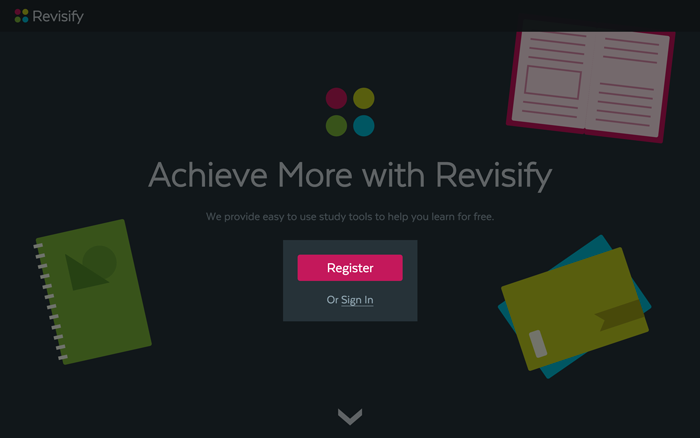 Revisify
Achieve More with Revisify
We provide easy to use study tools to help you learn for free.
Register
Or Sign In